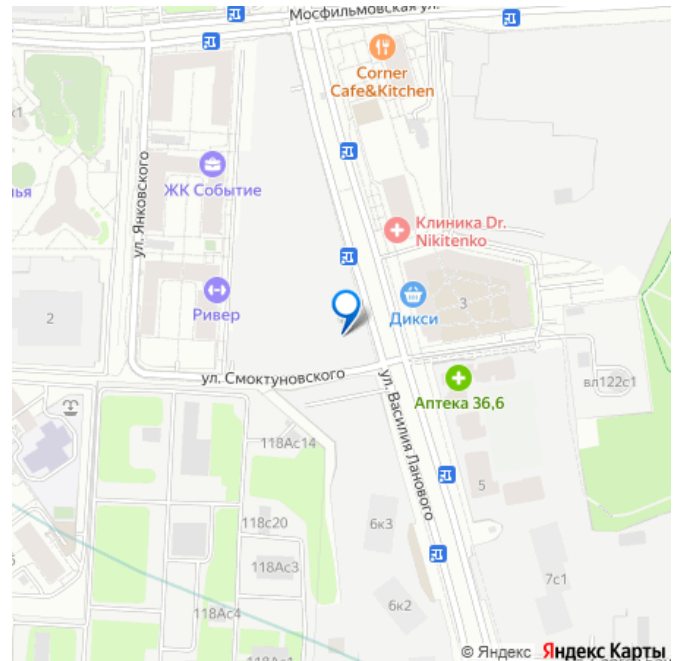 Мосфильмовская ул.
Corner
Cafe&Kitchen
к1
ЖК Событие
ул. Янковского
Клиника Dr.
Nikitenko
Ривер
Дикси
3
2
ул. Смоктуновского
Аптека 36,6
вл122с1
ул. Василия Ланового
118Ас14
5
118с20
6к3
118Ас3
7с1
6к2
118Ас4
© Яндекс Яндекс Карты